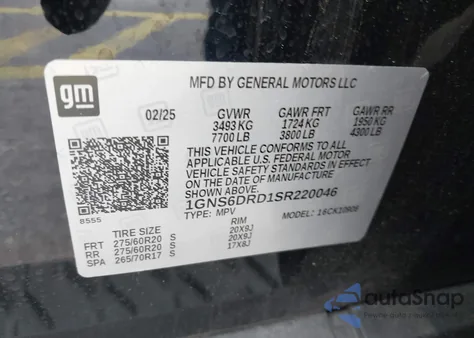 gm
MFD BY GENERAL MOTORS LLC
02/25 GVWR GAWR FRT GAWR RR
3493 KG 1724 KG 1950 KG
7700 LB 3800 LB 4300 LB
THIS VEHICLE CONFORMS TO ALL
APPLICABLE U.S. FEDERAL MOTOR
VEHICLE SAFETY STANDARDS IN
EFFECT ON THE DATE OF MANUFACTURE
SHOWN ABOVE.
1GNS6DRD1SR220046
TYPE: MPV MODEL:
8555
TIRE SIZE RIM
FRT 275/60R20 S 20X9J
RR 275/60R20 S 20X9J
SPA 265/70R17 S 17X8J
autoSnap